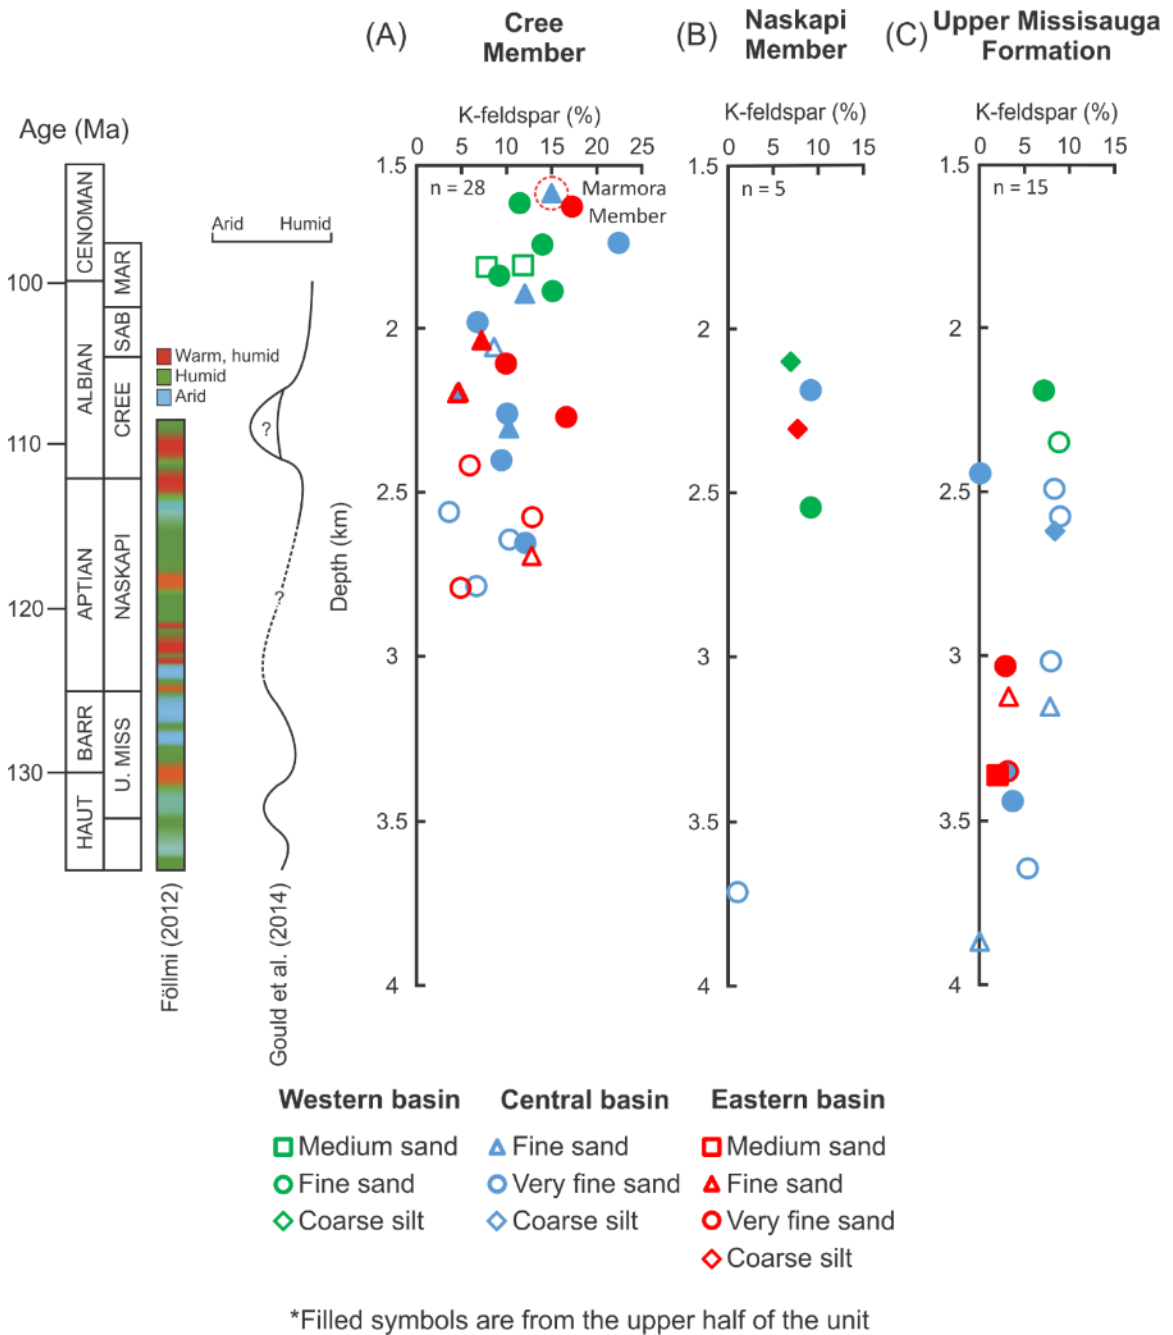 (A)
Cree
Member
(B)
Naskapi
Member
(C)
Upper Missisauga
Formation
Age (Ma)
K-feldspar (%)
0 5 10 15 20 25
K-feldspar (%)
0 5 10 15
K-feldspar (%)
0 5 10 15
n = 28
Marmora
Member
n = 5
n = 15
1.5
2
2.5
3
3.5
4
1.5
2
2.5
3
3.5
4
1.5
2
2.5
3
3.5
4
Depth (km)
Arid Humid
100
110
120
130
CENOMAN
ALBIAN
APTIAN
BARR
HAUT
MAR
SAB
CREE
NASKAPI
U. MISS
Warm, humid
Humid
Arid
?
?
Föllmi (2012)
Gould et al. (2014)
Western basin
Medium sand
Fine sand
Coarse silt
Central basin
Fine sand
Very fine sand
Coarse silt
Eastern basin
Medium sand
Fine sand
Very fine sand
Coarse silt
*Filled symbols are from the upper half of the unit